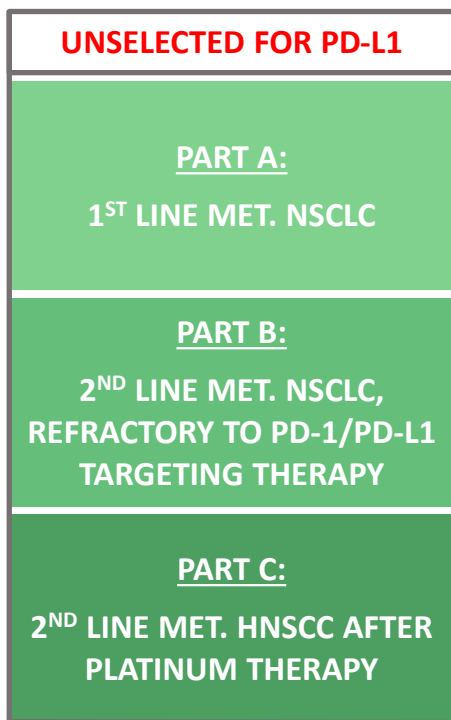 UNSELECTED FOR PD-L1
PART A:
1ST LINE MET. NSCLC
PART B:
2ND LINE MET. NSCLC,
REFRACTORY TO PD-1/PD-L1
TARGETING THERAPY
PART C:
2ND LINE MET. HNSCC AFTER
PLATINUM THERAPY